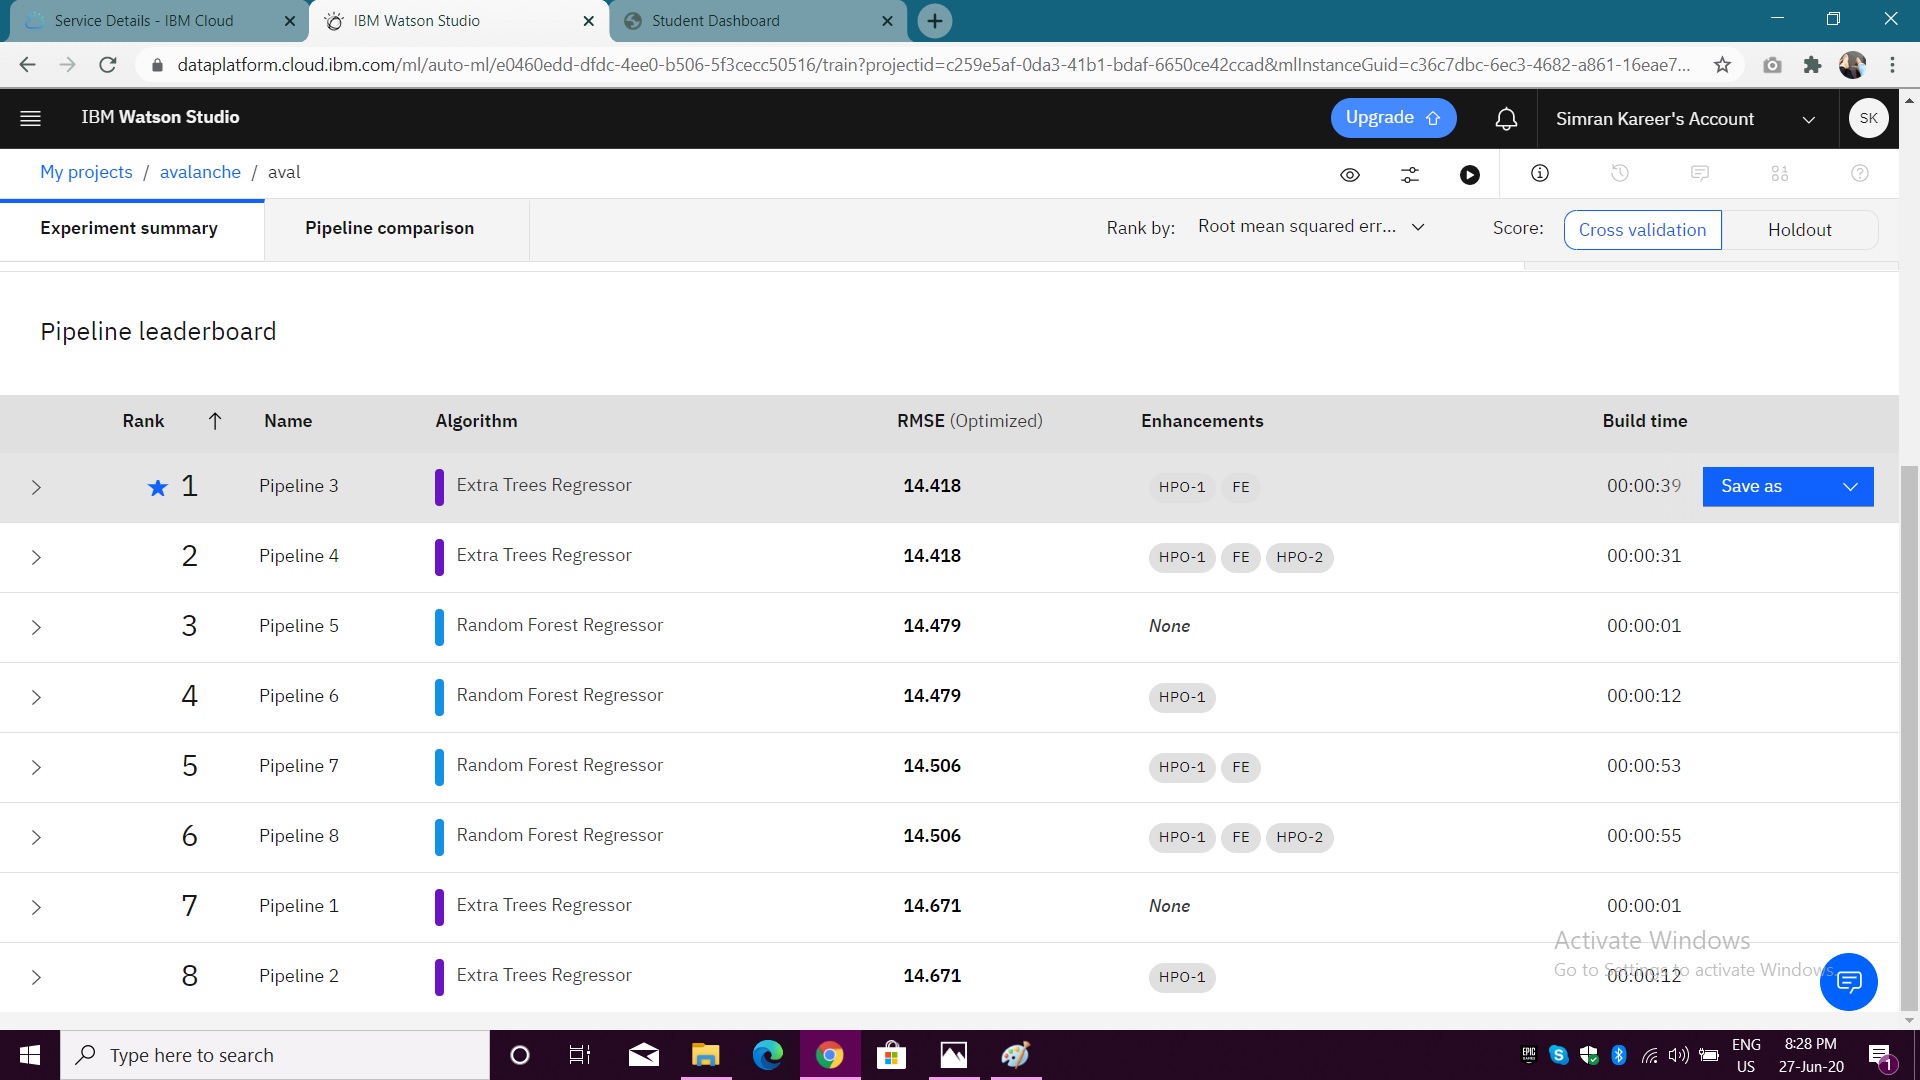 Service Details - IBM Cloud
IBM Watson Studio
Student Dashboard
dataplatform.cloud.ibm.com/ml/auto-ml/e0460edd-dfdc-4ee0-b506-5f3cecc50516/train?projectid=c259e5af-0da3-41b1-bdaf-6650ce42ccad&mlInstanceGuid=c36c7dbc-6ec3-4682-a861-16eae7...
IBM Watson Studio
Upgrade
Simran Kareer's Account
SK
My projects / avalanche / aval
Experiment summary
Pipeline comparison
Rank by: Root mean squared err...
Score: Cross validation Holdout
Pipeline leaderboard
Rank Name Algorithm RMSE (Optimized) Enhancements Build time
1 Pipeline 3 Extra Trees Regressor 14.418 HPO-1 FE 00:00:39 Save as
2 Pipeline 4 Extra Trees Regressor 14.418 HPO-1 FE HPO-2 00:00:31
3 Pipeline 5 Random Forest Regressor 14.479 None 00:00:01
4 Pipeline 6 Random Forest Regressor 14.479 HPO-1 00:00:12
5 Pipeline 7 Random Forest Regressor 14.506 HPO-1 FE 00:00:53
6 Pipeline 8 Random Forest Regressor 14.506 HPO-1 FE HPO-2 00:00:55
7 Pipeline 1 Extra Trees Regressor 14.671 None 00:00:01
Activate Windows
Go to Settings to activate Windows.
8 Pipeline 2 Extra Trees Regressor 14.671 HPO-1 00:00:12
Type here to search
EPIC
ENG
US
8:28 PM
27-Jun-20
1